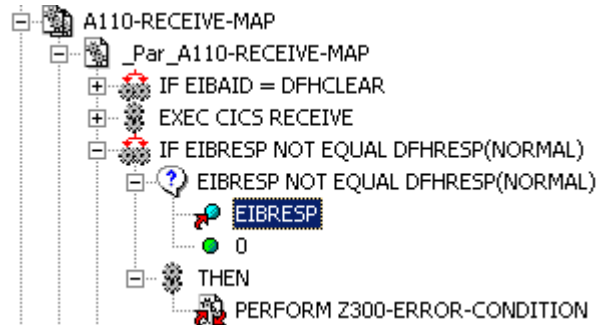 A110-RECEIVE-MAP
_Par_A110-RECEIVE-MAP
IF EIBAID = DFHCLEAR
EXEC CICS RECEIVE
IF EIBRESP NOT EQUAL DFHRESP(NORMAL)
EIBRESP NOT EQUAL DFHRESP(NORMAL)
EIBRESP
0
THEN
PERFORM Z300-ERROR-CONDITION